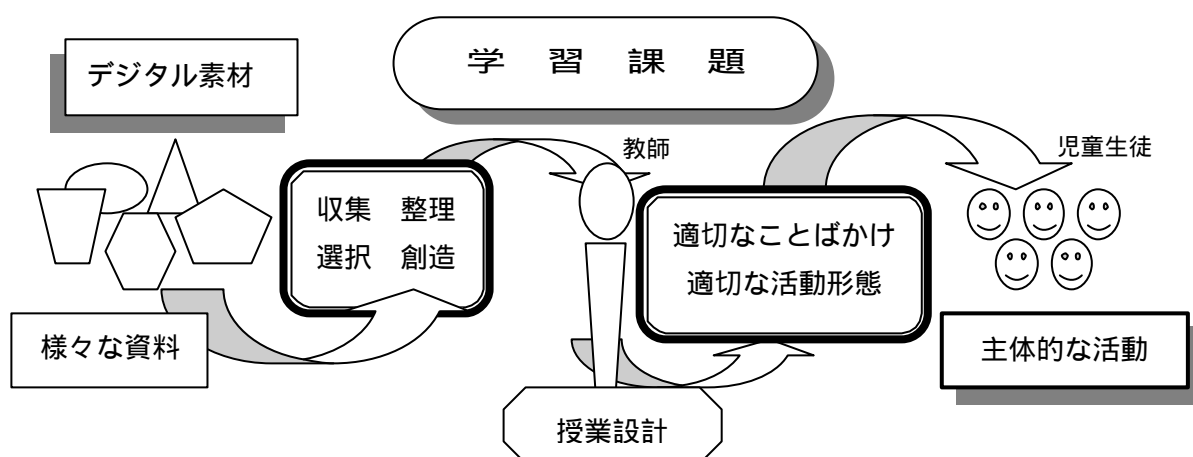 学習課題
デジタル素材
教師
児童生徒
収集 整理
選択 創造
適切なことばかけ
適切な活動形態
様々な資料
主体的な活動
授業設計